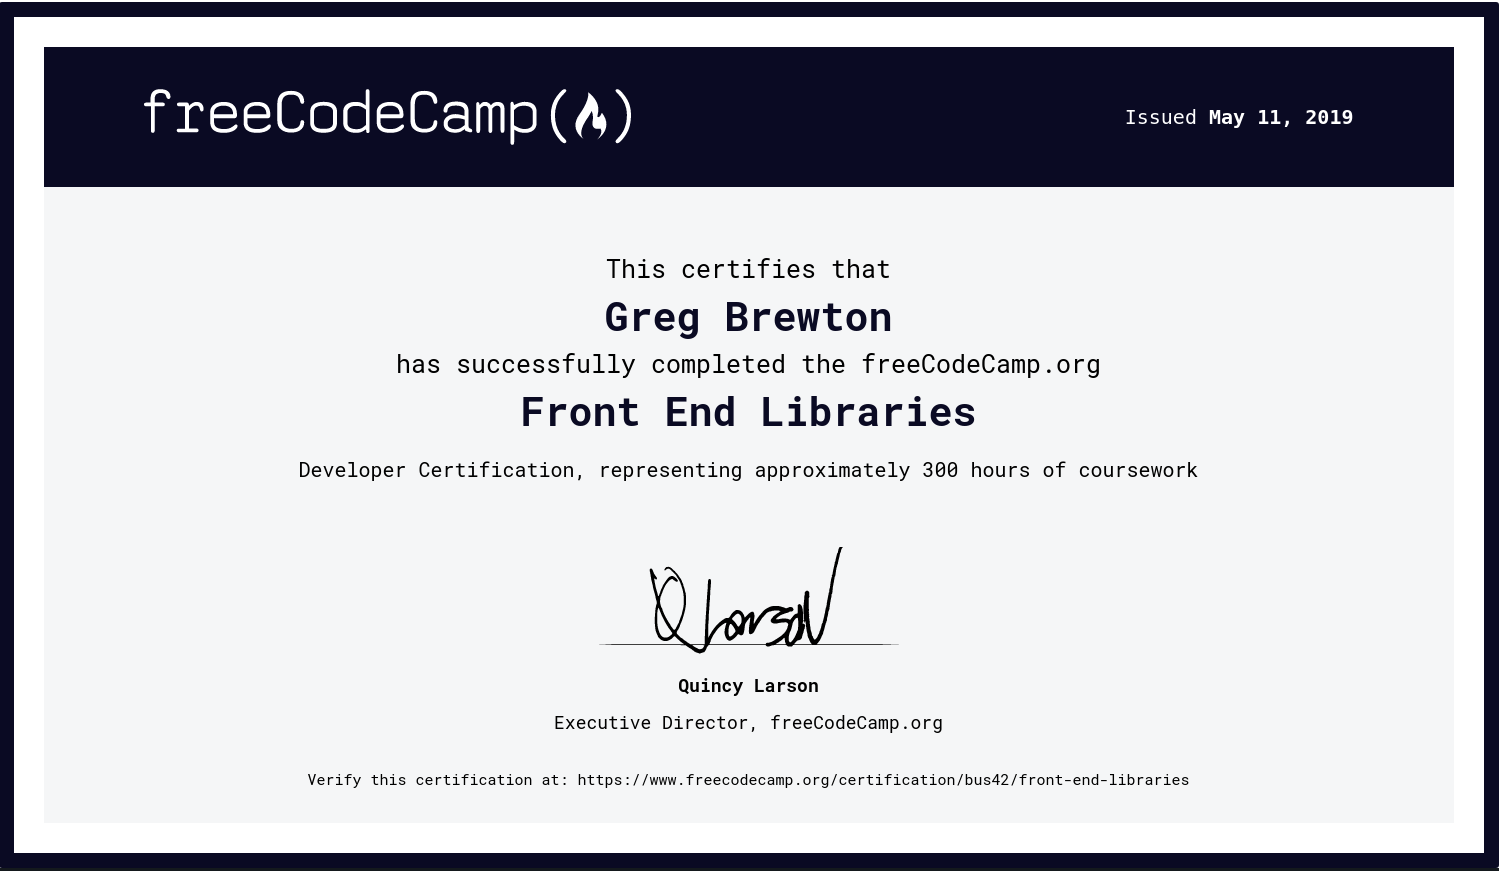 freeCodeCamp
Issued May 11, 2019
This certifies that
Greg Brewton
has successfully completed the freeCodeCamp.org
Front End Libraries
Developer Certification, representing approximately 300 hours of coursework
Q Larson
Quincy Larson
Executive Director, freeCodeCamp.org
Verify this certification at: https://www.freecodecamp.org/certification/bus42/front-end-libraries